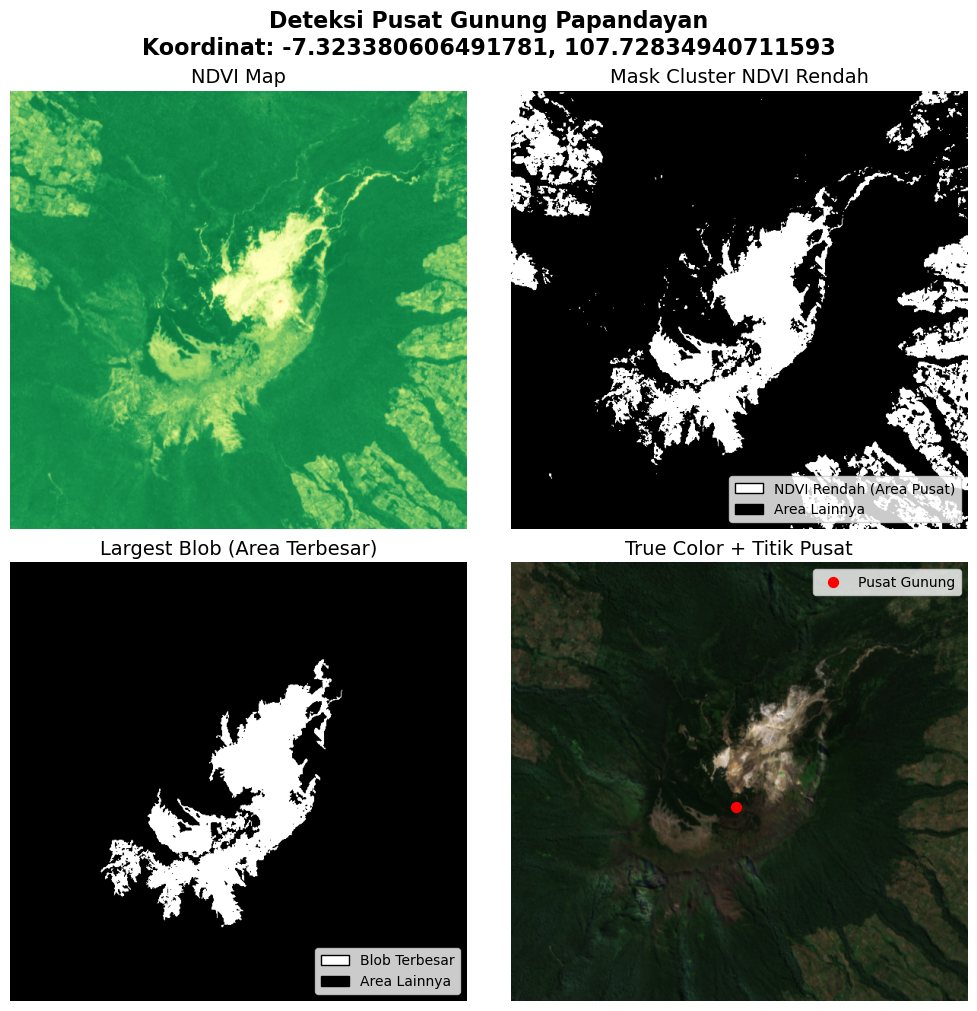 Deteksi Pusat Gunung Papandayan
Koordinat: -7.323380606491781, 107.72834940711593
NDVI Map
Mask Cluster NDVI Rendah
NDVI Rendah (Area Pusat)
Area Lainnya
Largest Blob (Area Terbesar)
True Color + Titik Pusat
Blob Terbesar
Area Lainnya
Pusat Gunung